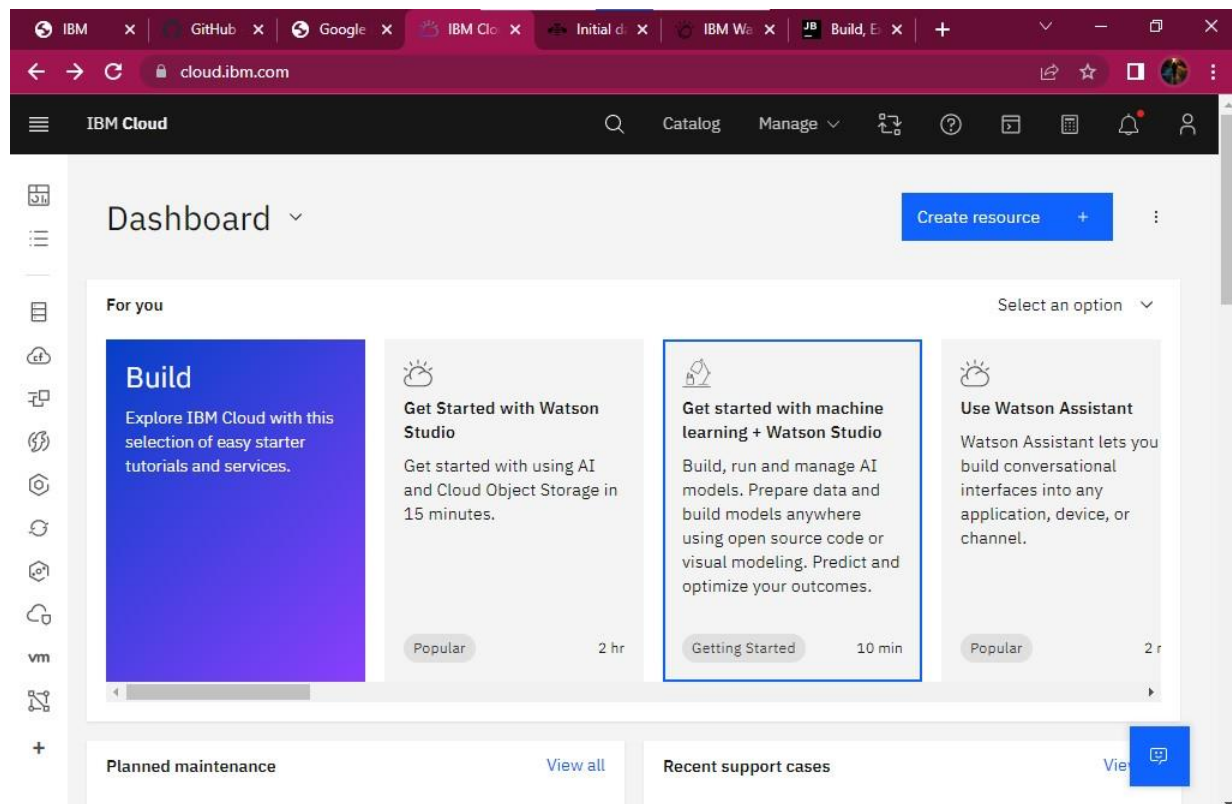 IBM
GitHub
Google
IBM Clo
Initial d
IBM Wa
JB
Build, E
cloud.ibm.com
IBM Cloud
Catalog
Manage
Dashboard
Create resource +
For you
Select an option
Build
Explore IBM Cloud with this
selection of easy starter
tutorials and services.
Get Started with Watson
Studio
Get started with using AI
and Cloud Object Storage in
15 minutes.
Popular
2 hr
Get started with machine
learning + Watson Studio
Build, run and manage AI
models. Prepare data and
build models anywhere
using open source code or
visual modeling. Predict and
optimize your outcomes.
Getting Started
10 min
Use Watson Assistant
Watson Assistant lets you
build conversational
interfaces into any
application, device, or
channel.
Popular
2
cf
vm
Planned maintenance
View all
Recent support cases
Vie